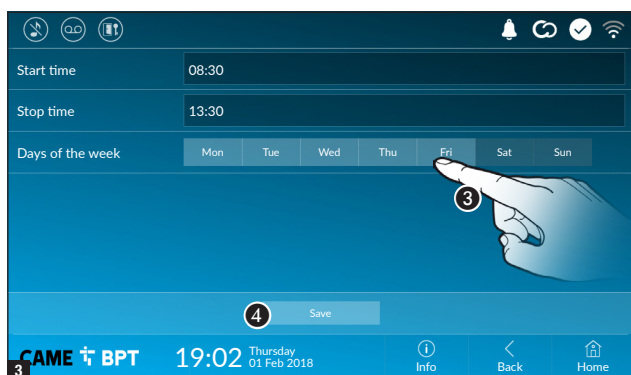 Start time 08:30
Stop time 13:30
Days of the week Mon Tue Wed Thu Fri Sat Sun
3
4 Save
CAME BPT 19:02 Thursday
01 Feb 2018
Info Back Home
3